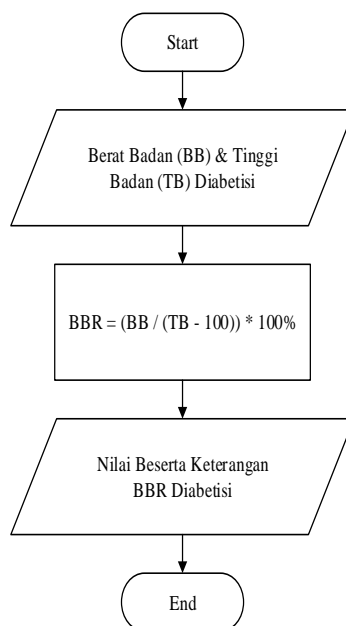 Start
Berat Badan (BB) & Tinggi
Badan (TB) Diabetisi
BBR = (BB / (TB - 100)) * 100%
Nilai Beserta Keterangan
BBR Diabetisi
End